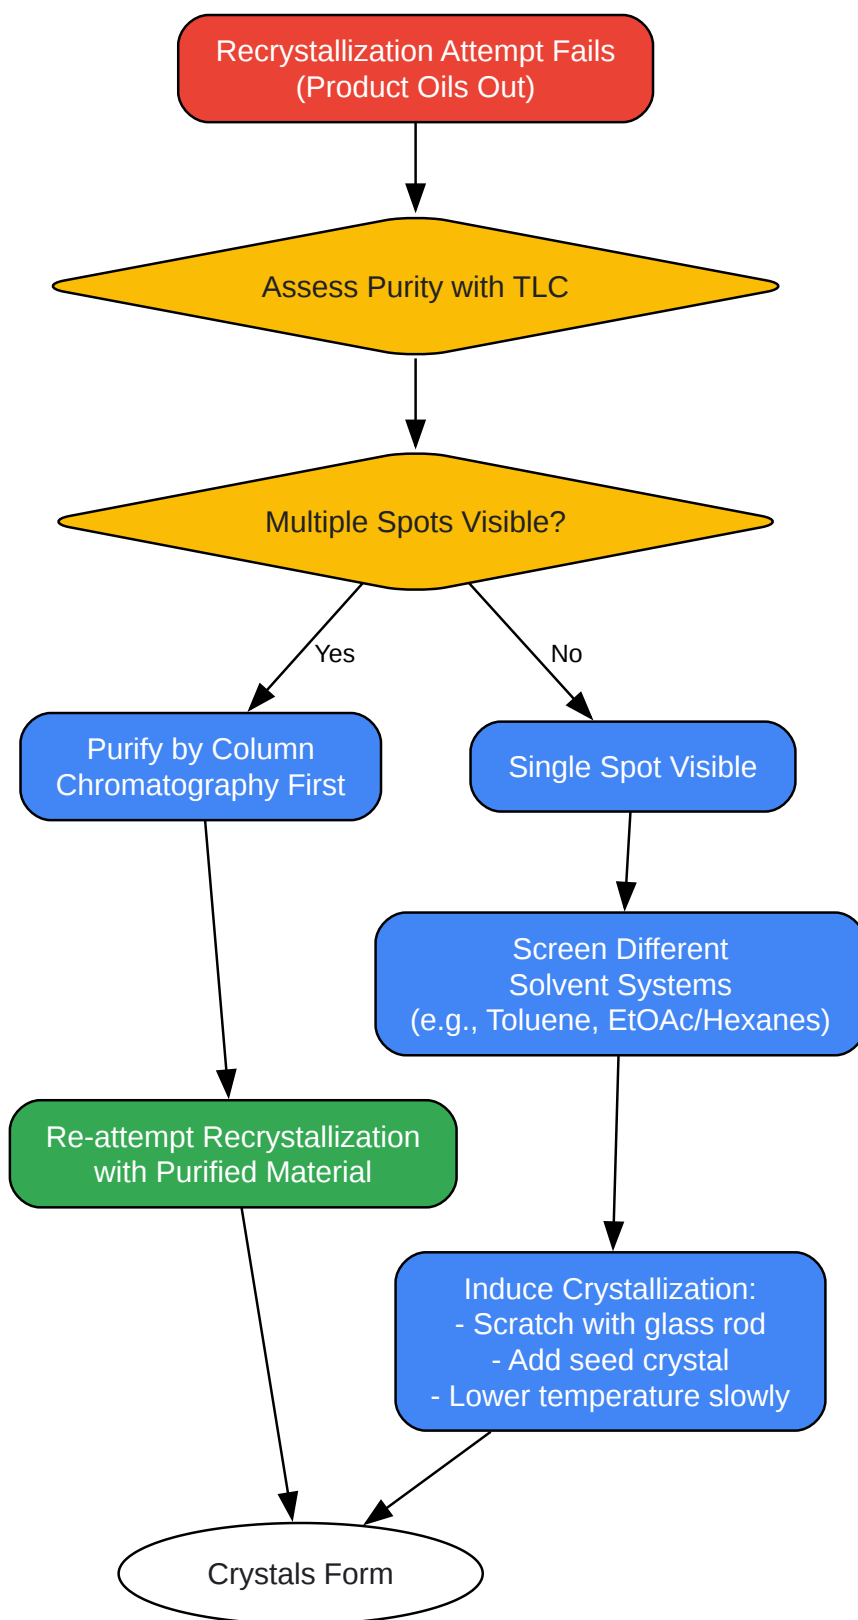 Recrystallization Attempt Fails
(Product Oils Out)
Assess Purity with TLC
Multiple Spots Visible?
Yes
No
Purify by Column
Chromatography First
Single Spot Visible
Screen Different
Solvent Systems
(e.g., Toluene, EtOAc/Hexanes)
Re-attempt Recrystallization
with Purified Material
Induce Crystallization:
- Scratch with glass rod
- Add seed crystal
- Lower temperature slowly
Crystals Form